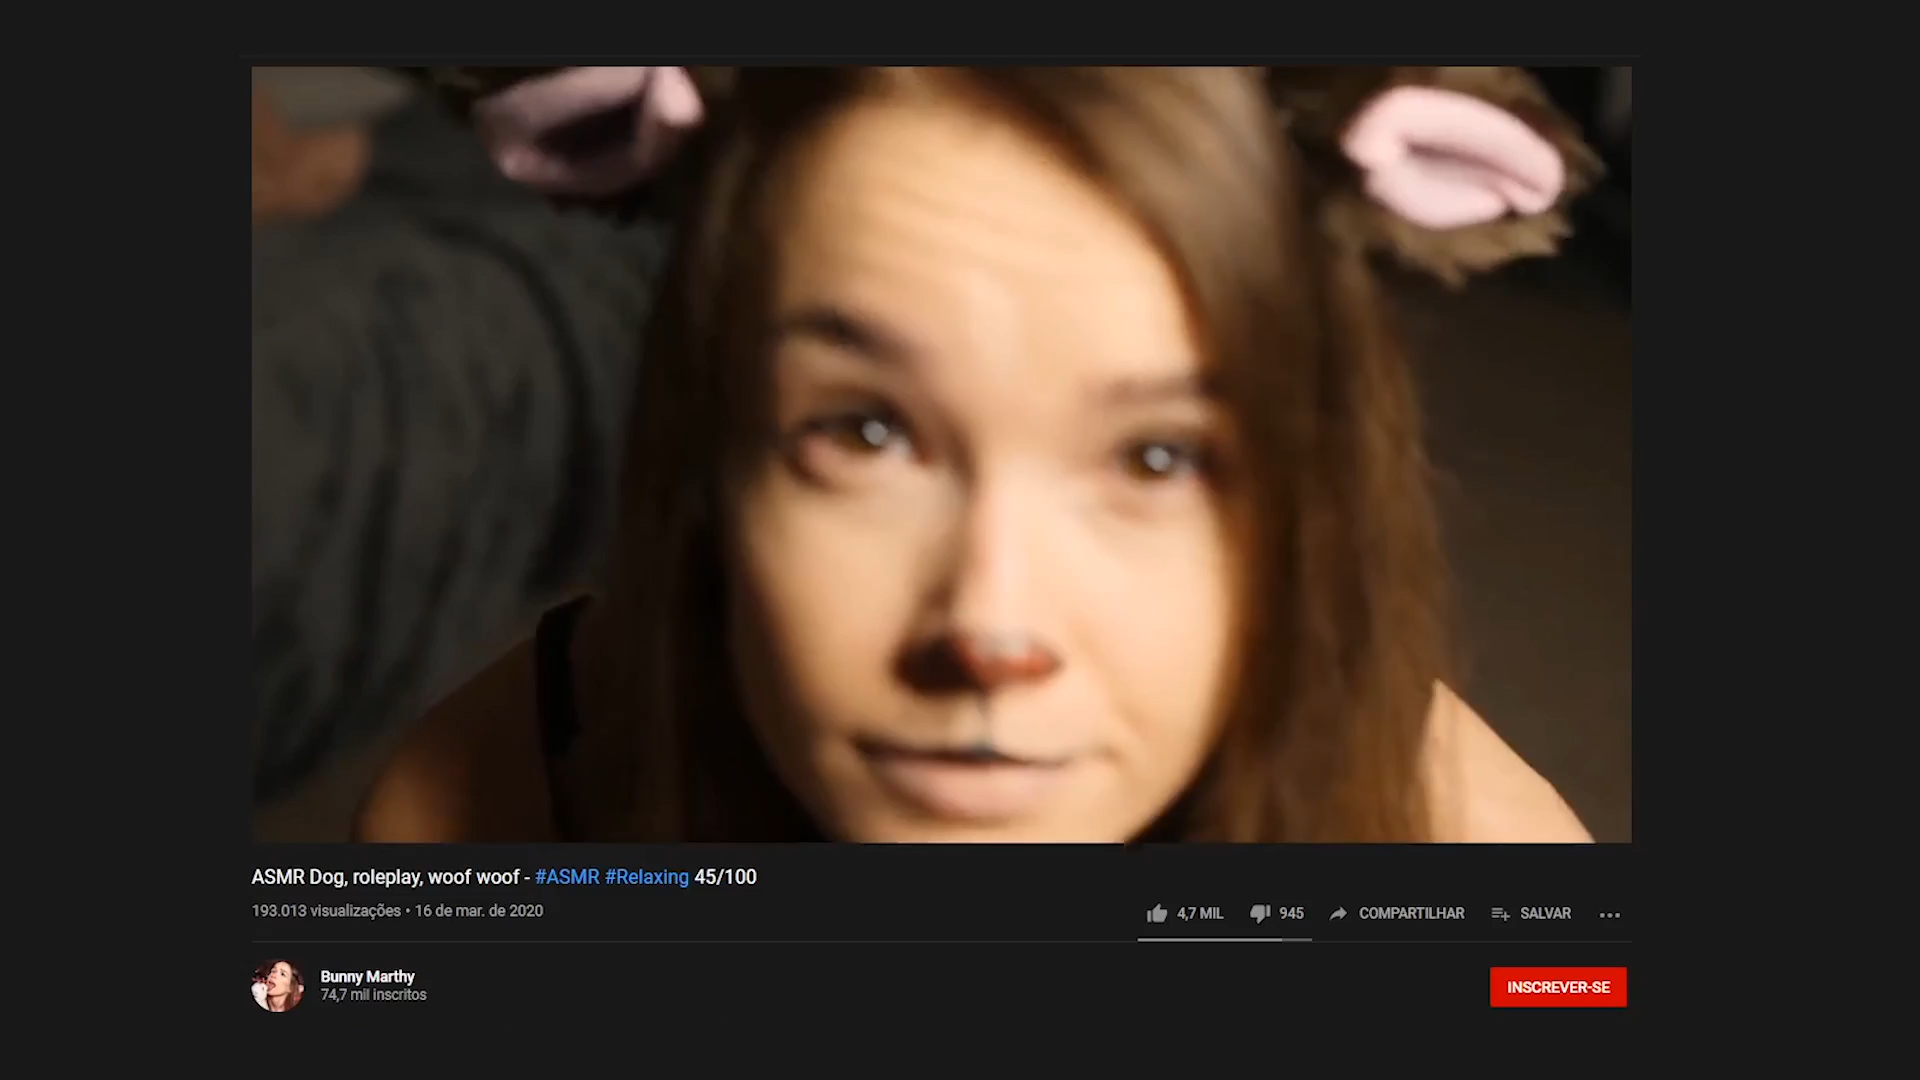 ASMR Dog, roleplay, woof woof - #ASMR #Relaxing 45/100
193.013 visualizações • 16 de mar. de 2020
4,7 MIL 945 COMPARTILHAR SALVAR
Bunny Marthy
74,7 mil inscritos
INSCREVER-SE